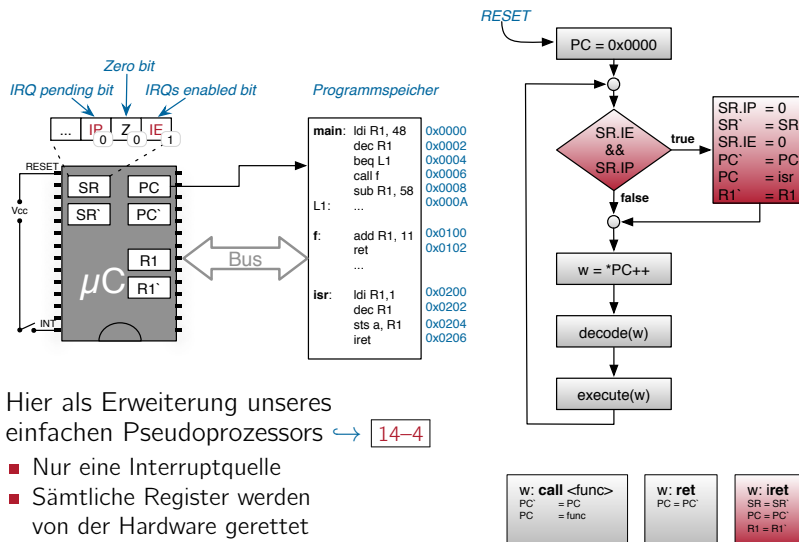 RESET
PC = 0x0000
Zero bit
IRQ pending bit
IRQs enabled bit
Programmspeicher
... IP 0 Z 0 IE 1
main: ldi R1, 48 0x0000
dec R1 0x0002
beq L1 0x0004
call f 0x0006
sub R1, 58 0x0008
L1: ... 0x000A
f: add R1, 11 0x0100
ret 0x0102
...
isr: ldi R1,1 0x0200
dec R1 0x0202
sts a, R1 0x0204
iret 0x0206
RESET
Vcc
INT
SR
PC
SR`
PC`
R1
R1`
µC
Bus
SR.IE
&&
SR.IP
true
false
SR.IP = 0
SR` = SR
SR.IE = 0
PC` = PC
PC = isr
R1` = R1
w = *PC++
decode(w)
execute(w)
Hier als Erweiterung unseres
einfachen Pseudoprozessors ↪ 14–4
Nur eine Interruptquelle
Sämtliche Register werden
von der Hardware gerettet
w: call <func>
PC` = PC
PC = func
w: ret
PC = PC`
w: iret
SR = SR`
PC = PC`
R1 = R1`